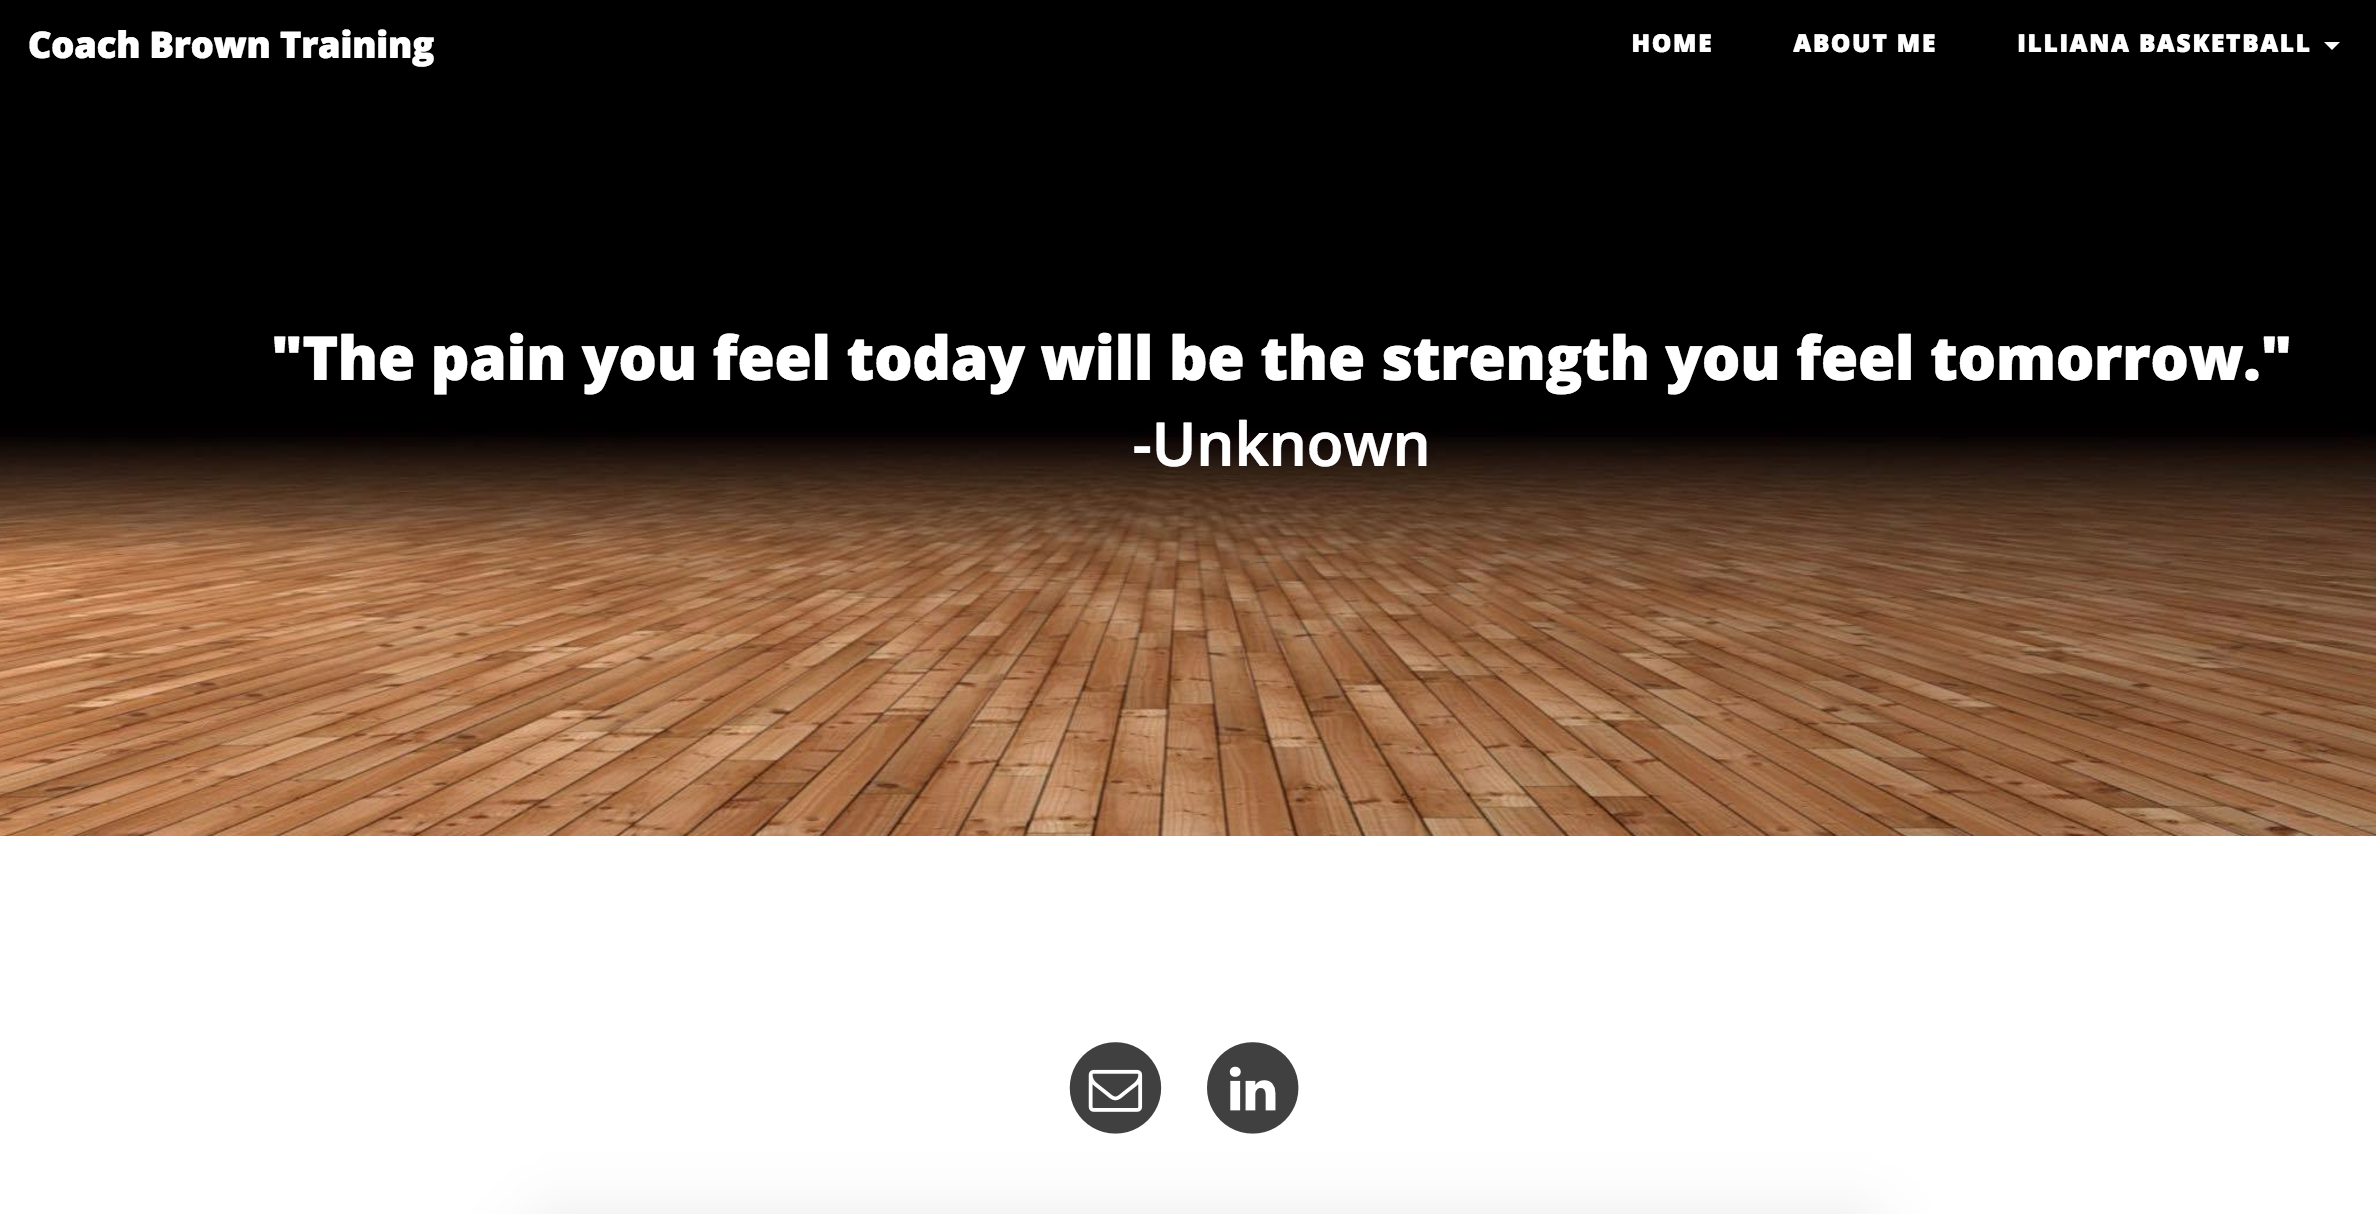 Coach Brown Training
HOME ABOUT ME ILLIANA BASKETBALL
"The pain you feel today will be the strength you feel tomorrow."
-Unknown
in